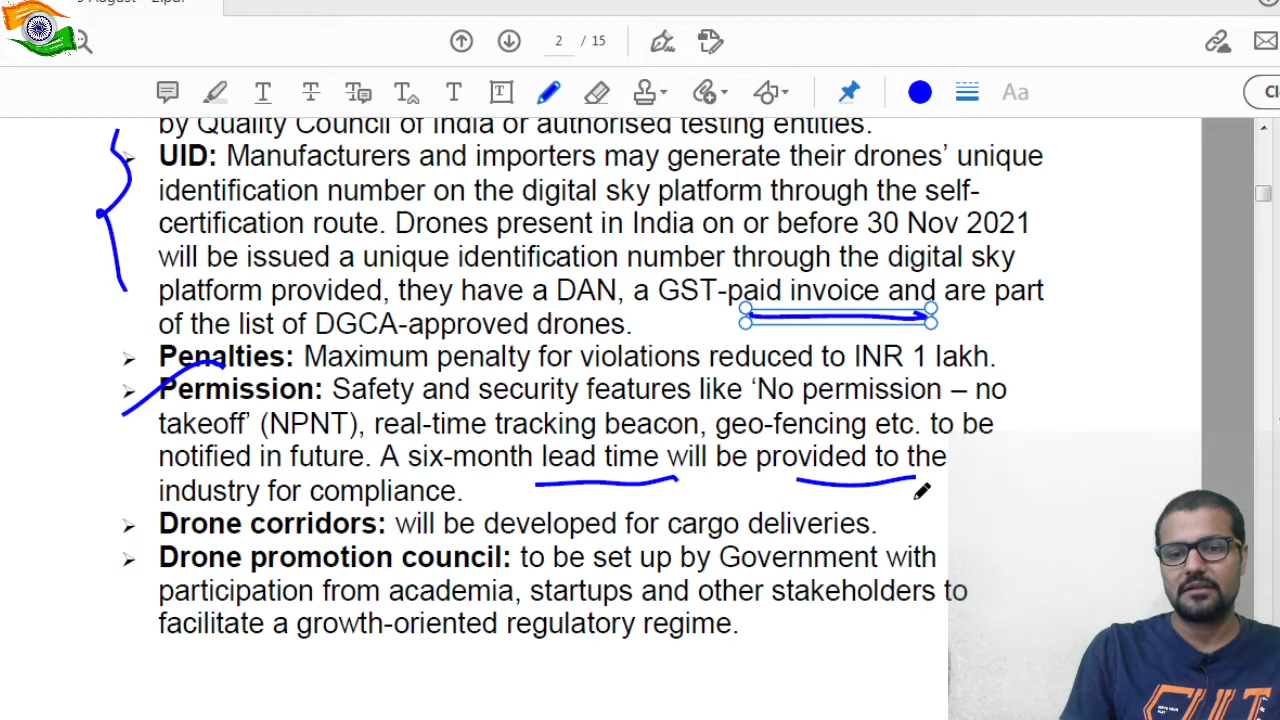 2 / 15
Aa
by Quality Council of India or authorised testing entities.
➢ UID: Manufacturers and importers may generate their drones’ unique
identification number on the digital sky platform through the self-
certification route. Drones present in India on or before 30 Nov 2021
will be issued a unique identification number through the digital sky
platform provided, they have a DAN, a GST-paid invoice and are part
of the list of DGCA-approved drones.
➢ Penalties: Maximum penalty for violations reduced to INR 1 lakh.
➢ Permission: Safety and security features like ‘No permission – no
takeoff’ (NPNT), real-time tracking beacon, geo-fencing etc. to be
notified in future. A six-month lead time will be provided to the
industry for compliance.
➢ Drone corridors: will be developed for cargo deliveries.
➢ Drone promotion council: to be set up by Government with
participation from academia, startups and other stakeholders to
facilitate a growth-oriented regulatory regime.